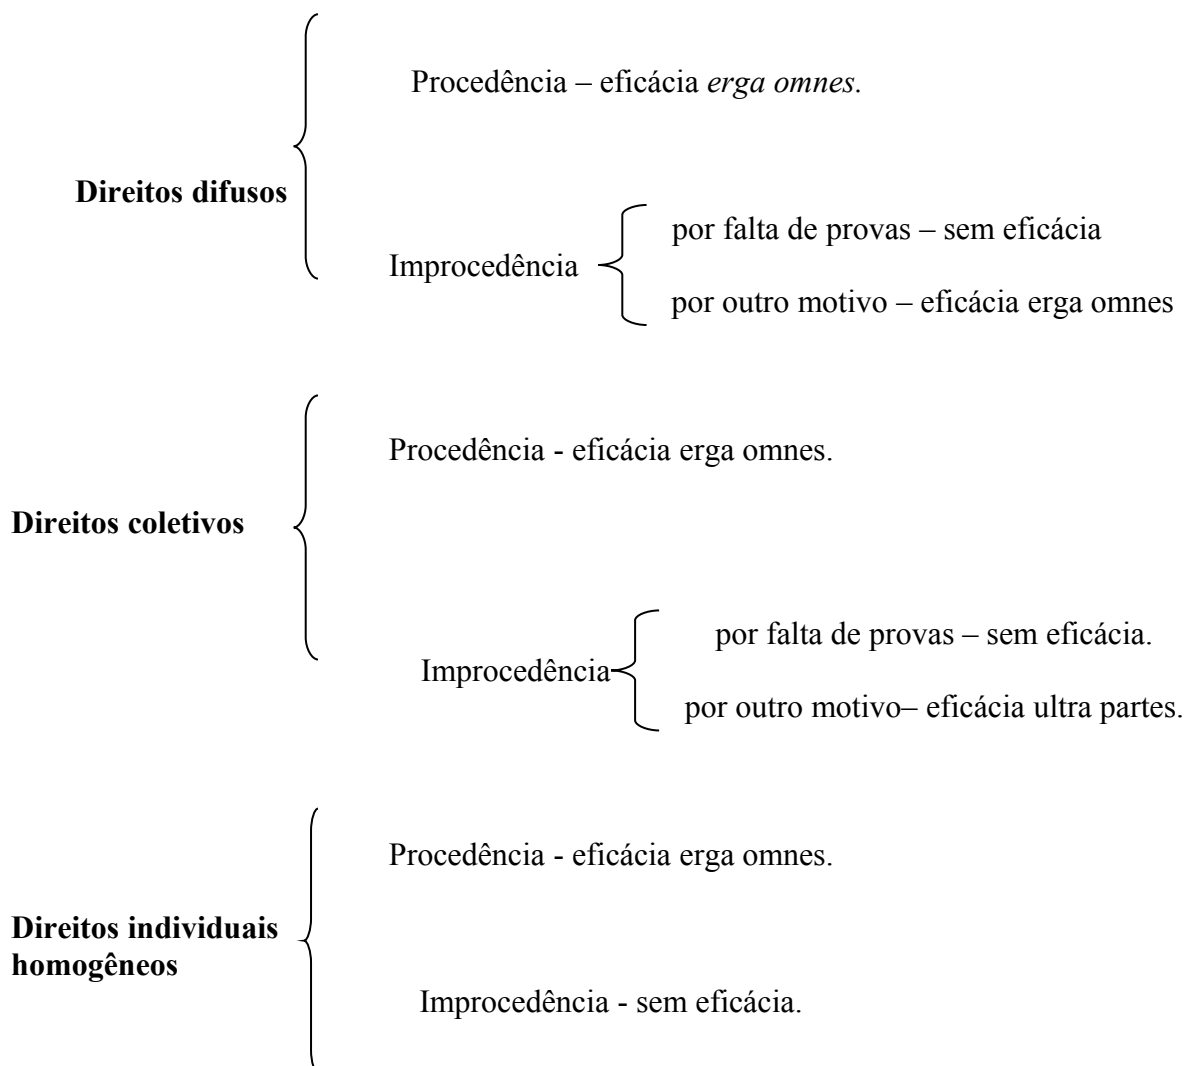 Procedência – eficácia erga omnes.
Direitos difusos
Improcedência
por falta de provas – sem eficácia
por outro motivo – eficácia erga omnes
Procedência - eficácia erga omnes.
Direitos coletivos
Improcedência
por falta de provas – sem eficácia.
por outro motivo– eficácia ultra partes.
Procedência - eficácia erga omnes.
Direitos individuais
homogêneos
Improcedência - sem eficácia.